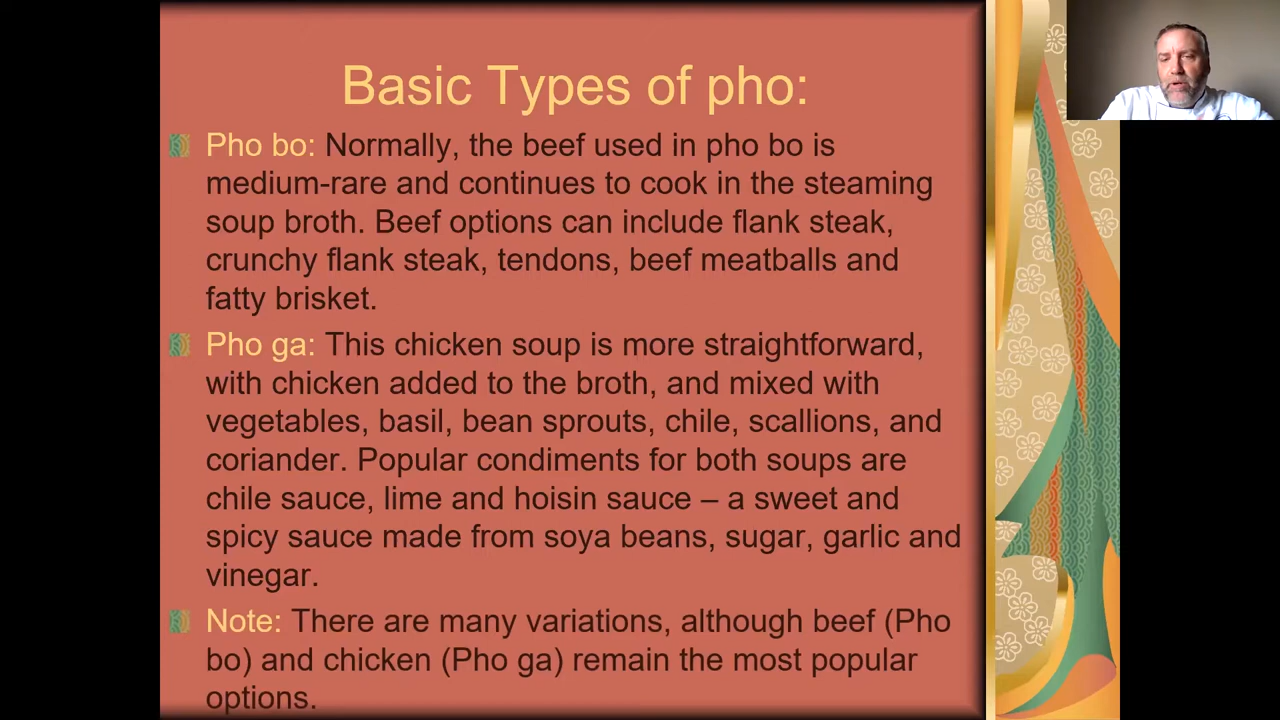 Basic Types of pho:
Pho bo: Normally, the beef used in pho bo is
medium-rare and continues to cook in the steaming
soup broth. Beef options can include flank steak,
crunchy flank steak, tendons, beef meatballs and
fatty brisket.
Pho ga: This chicken soup is more straightforward,
with chicken added to the broth, and mixed with
vegetables, basil, bean sprouts, chile, scallions, and
coriander. Popular condiments for both soups are
chile sauce, lime and hoisin sauce – a sweet and
spicy sauce made from soya beans, sugar, garlic and
vinegar.
Note: There are many variations, although beef (Pho
bo) and chicken (Pho ga) remain the most popular
options.